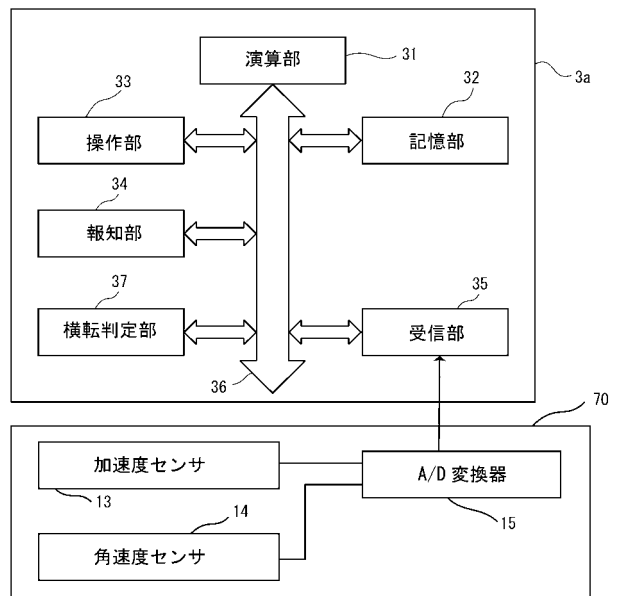 演算部
31
3a
33
操作部
32
記憶部
34
報知部
37
横転判定部
35
受信部
36
70
加速度センサ
13
A/D 変換器
15
14
角速度センサ